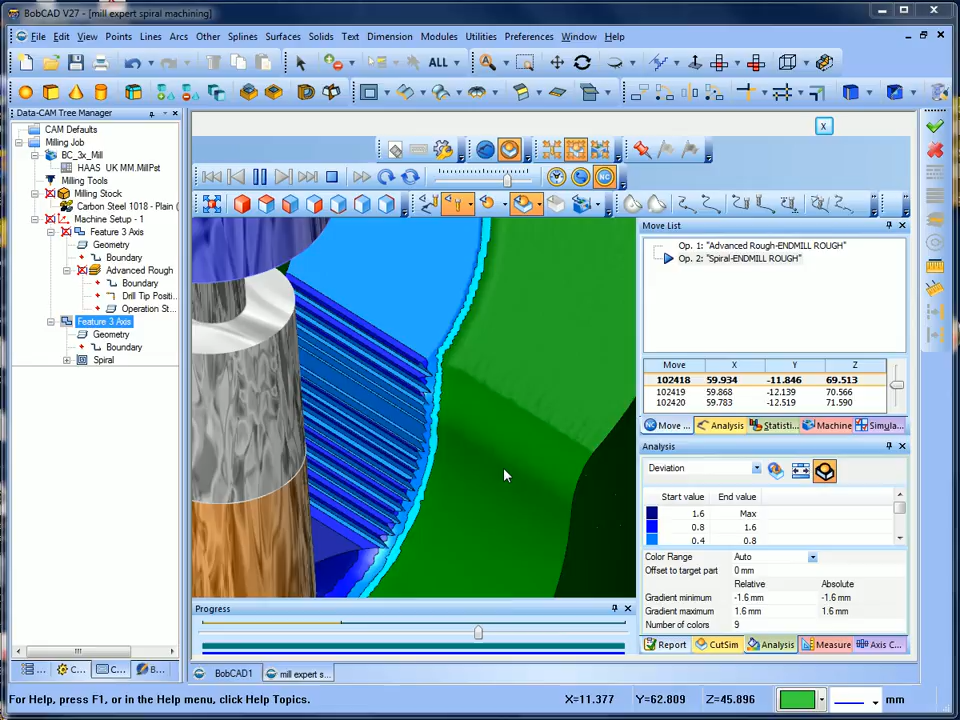 BobCAD V27 - [mill expert spiral machining]
File Edit View Points Lines Arcs Other Splines Surfaces Solids Text Dimension Modules Utilities Preferences Window Help
ALL
Data-CAM Tree Manager
CAM Defaults
Milling Job
BC_3x_Mill
HAAS UK MM.MillPst
Milling Tools
Milling Stock
Carbon Steel 1018 - Plain (
Machine Setup - 1
Feature 3 Axis
Geometry
Boundary
Advanced Rough
Boundary
Drill Tip Positi...
Operation St...
Feature 3 Axis
Geometry
Boundary
Spiral
X
NC
Move List
Op. 1: "Advanced Rough-ENDMILL ROUGH"
Op. 2: "Spiral-ENDMILL ROUGH"
Move X Y Z
102418 59.934 -11.846 69.513
102419 59.868 -12.139 70.566
102420 59.783 -12.519 71.590
NC Move ... Analysis Statisti... Machine Simula...
Analysis
Deviation
Start value End value
1.6 Max
0.8 1.6
0.4 0.8
Color Range Auto
Offset to target part 0 mm
Relative Absolute
Gradient minimum -1.6 mm -1.6 mm
Gradient maximum 1.6 mm 1.6 mm
Number of colors 9
Report CutSim Analysis Measure Axis C...
Progress
... C... C... B...
BobCAD1 mill expert s...
For Help, press F1, or in the Help menu, click Help Topics.
X=11.377 Y=62.809 Z=45.896 mm